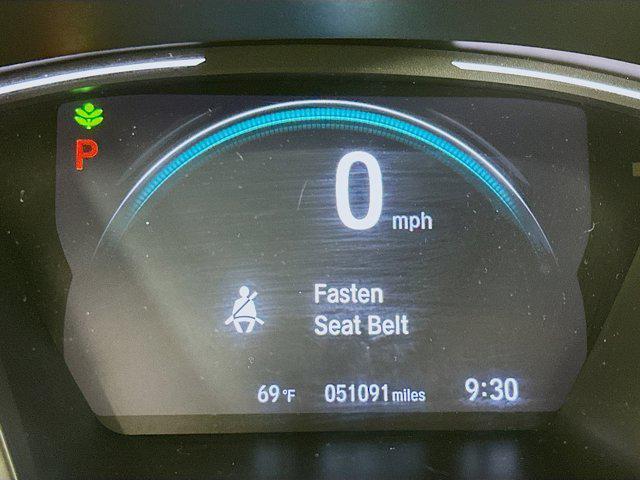 P
0 mph
Fasten
Seat Belt
69°F 051091 miles 9:30